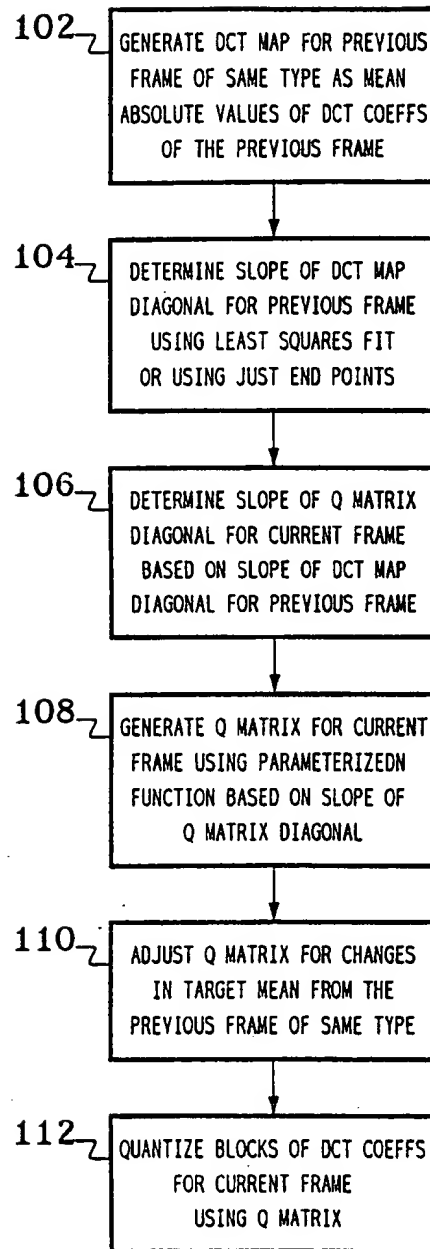 102
GENERATE DCT MAP FOR PREVIOUS
FRAME OF SAME TYPE AS MEAN
ABSOLUTE VALUES OF DCT COEFFS
OF THE PREVIOUS FRAME
104
DETERMINE SLOPE OF DCT MAP
DIAGONAL FOR PREVIOUS FRAME
USING LEAST SQUARES FIT
OR USING JUST END POINTS
106
DETERMINE SLOPE OF Q MATRIX
DIAGONAL FOR CURRENT FRAME
BASED ON SLOPE OF DCT MAP
DIAGONAL FOR PREVIOUS FRAME
108
GENERATE Q MATRIX FOR CURRENT
FRAME USING PARAMETERIZEDN
FUNCTION BASED ON SLOPE OF
Q MATRIX DIAGONAL
110
ADJUST Q MATRIX FOR CHANGES
IN TARGET MEAN FROM THE
PREVIOUS FRAME OF SAME TYPE
112
QUANTIZE BLOCKS OF DCT COEFFS
FOR CURRENT FRAME
USING Q MATRIX